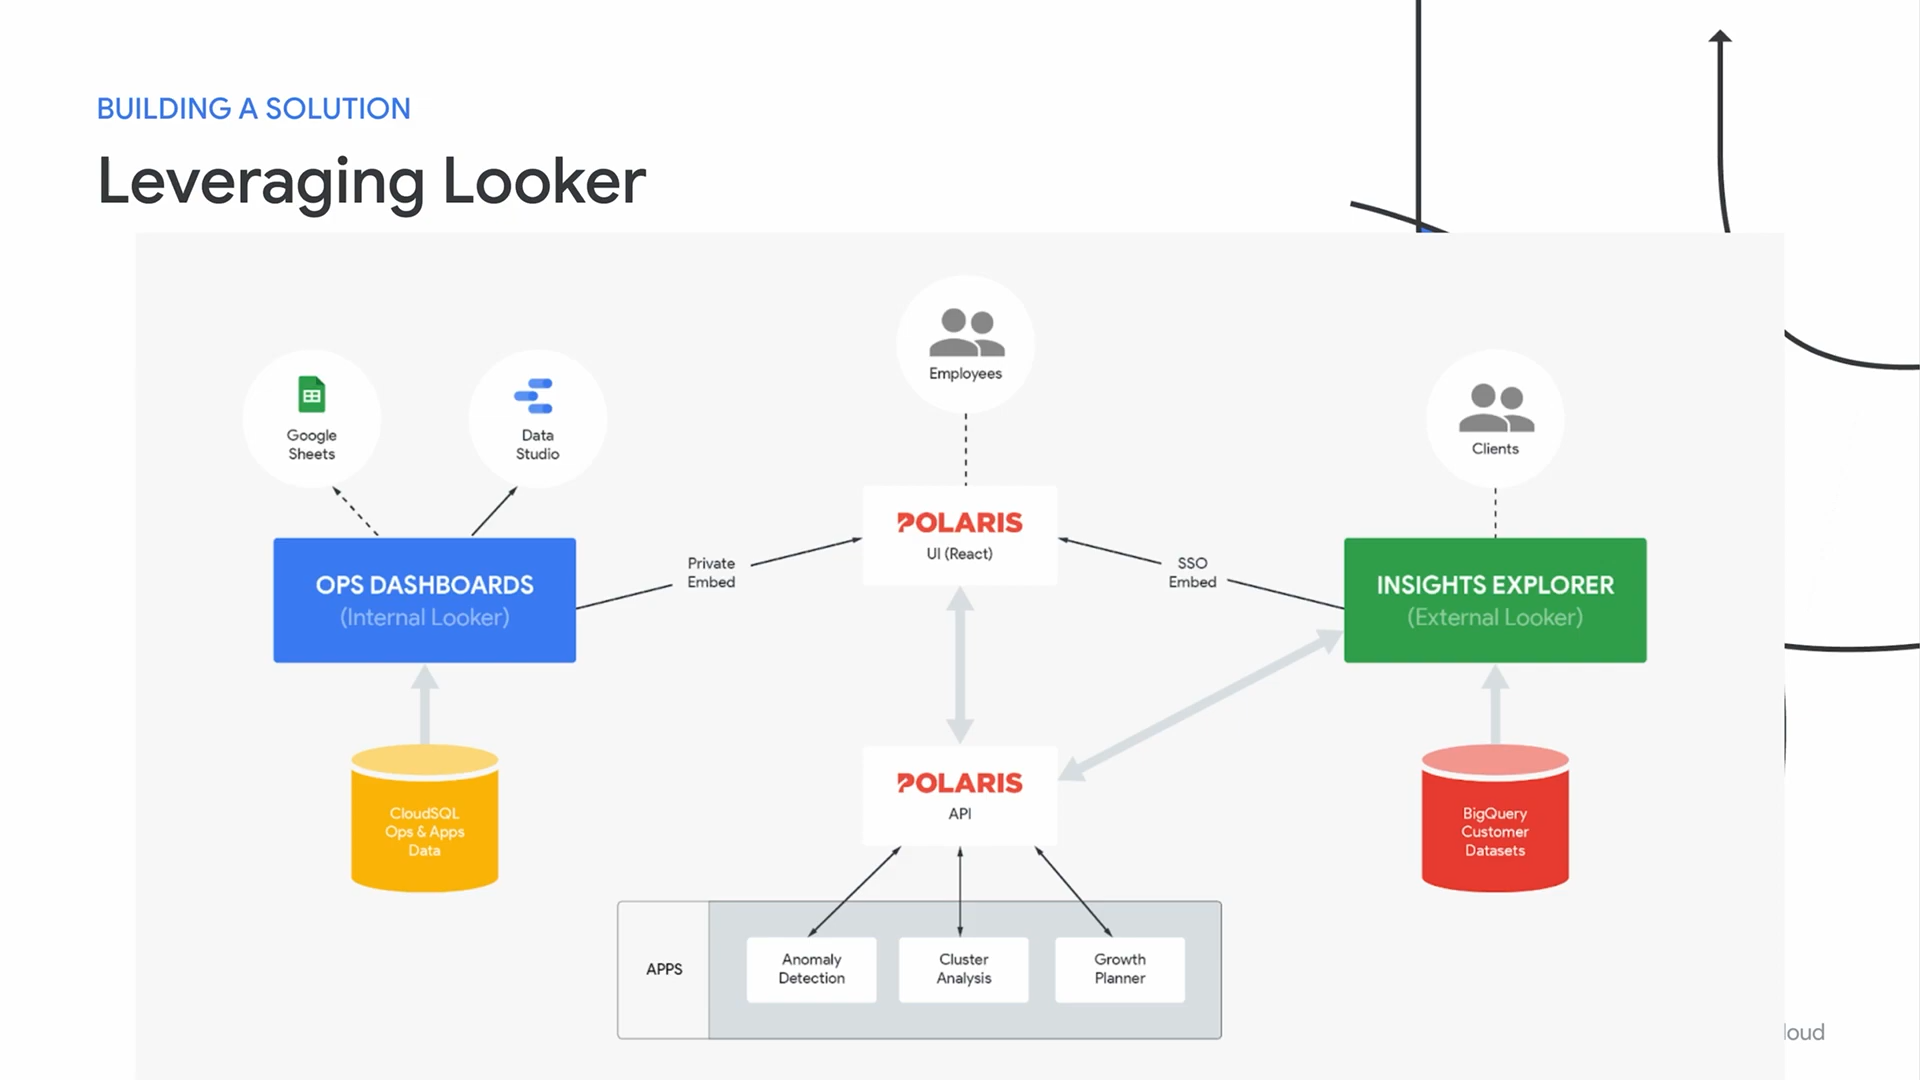 BUILDING A SOLUTION
Leveraging Looker
Employees
Google
Sheets
Data
Studio
Clients
POLARIS
UI (React)
Private
Embed
SSO
Embed
OPS DASHBOARDS
(Internal Looker)
INSIGHTS EXPLORER
(External Looker)
CloudSQL
Ops & Apps
Data
POLARIS
API
BigQuery
Customer
Datasets
APPS
Anomaly
Detection
Cluster
Analysis
Growth
Planner
loud